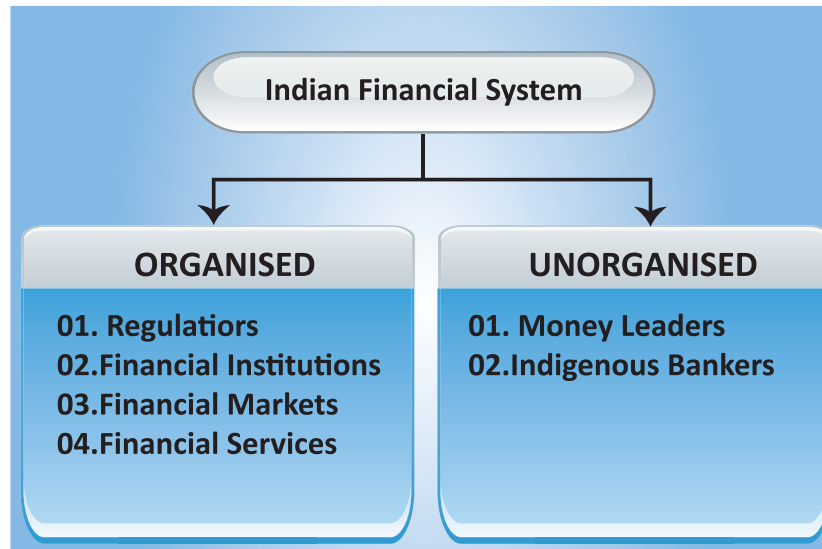 Indian Financial System
ORGANISED
01. Regulatiors
02.Financial Institutions
03.Financial Markets
04.Financial Services
UNORGANISED
01. Money Leaders
02.Indigenous Bankers